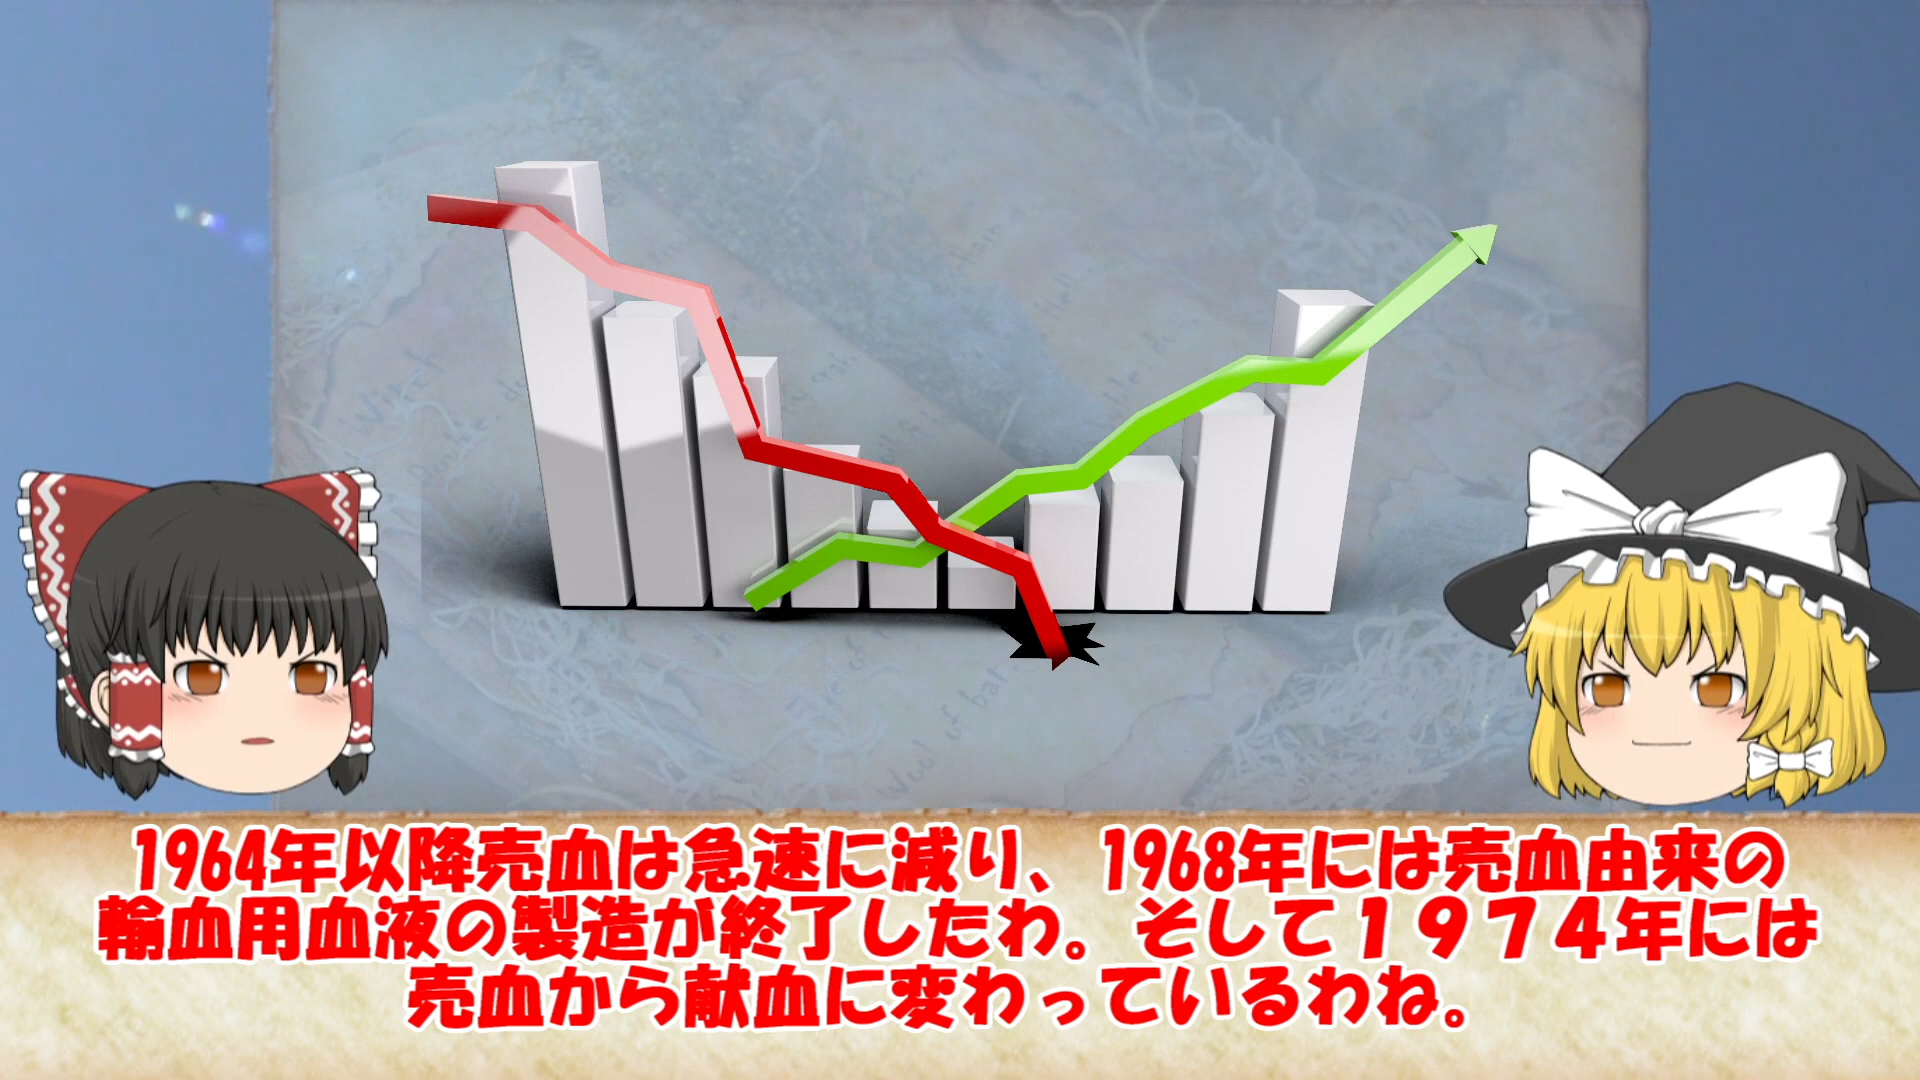 1964年以降売血は急速に減り、1968年には売血由来の
輸血用血液の製造が終了したわ。そして１９７４年には
売血から献血に変わっているわね。